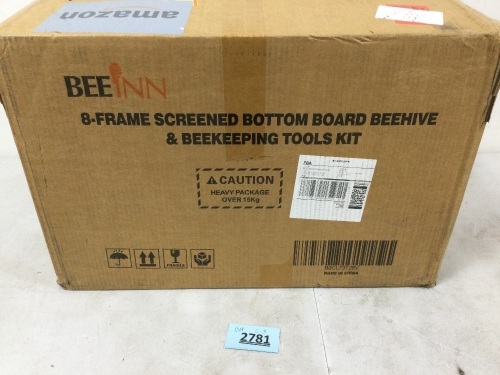 amazon
BEEINN
8-FRAME SCREENED BOTTOM BOARD BEEHIVE
& BEEKEEPING TOOLS KIT
CAUTION
HEAVY PACKAGE
OVER 15Kg
FRAGILE
MADE IN CHINA
2781